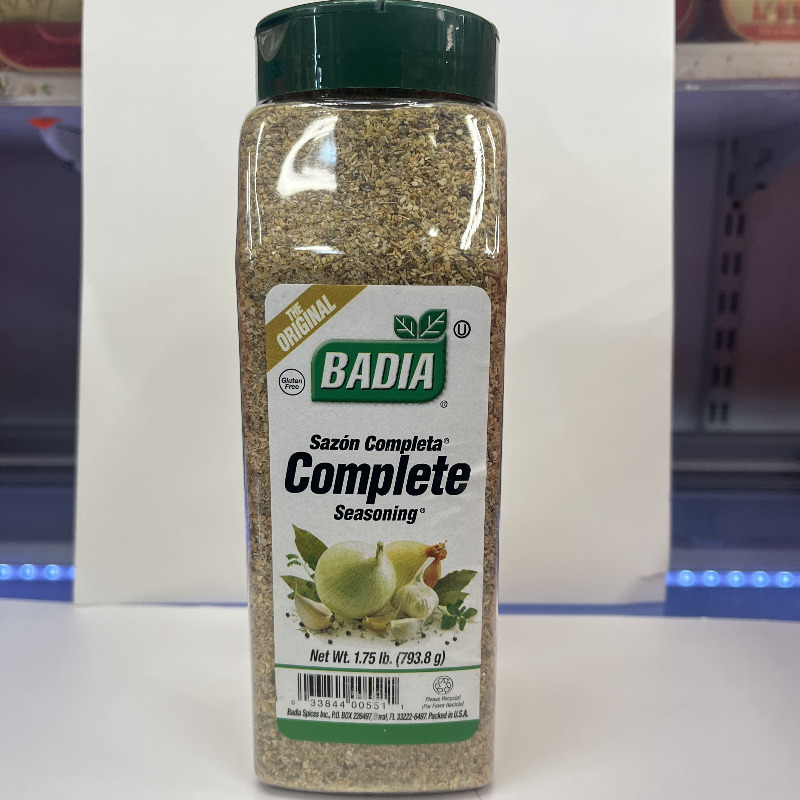 THE
ORIGINAL
U
BADIA®
Gluten
Free
Sazón Completa®
Complete
Seasoning®
Net Wt. 1.75 lb. (793.8 g)
0 33844 00551 1
Please Recycle!
(Por Favor Recicle)
Badia Spices Inc., P.O. BOX 226497, Doral, FL 33222-6497. Packed in U.S.A.